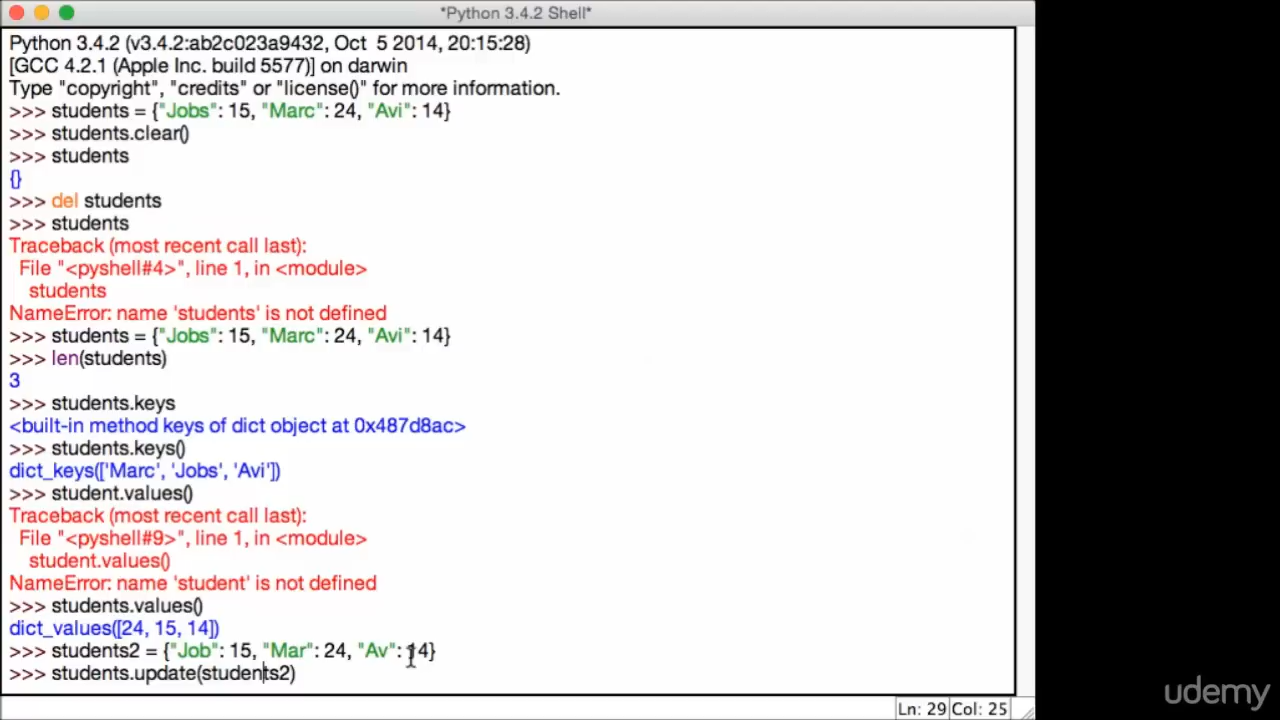 *Python 3.4.2 Shell*
Python 3.4.2 (v3.4.2:ab2c023a9432, Oct  5 2014, 20:15:28)
[GCC 4.2.1 (Apple Inc. build 5577)] on darwin
Type "copyright", "credits" or "license()" for more information.
>>> students = {"Jobs": 15, "Marc": 24, "Avi": 14}
>>> students.clear()
>>> students
{}
>>> del students
>>> students
Traceback (most recent call last):
  File "<pyshell#4>", line 1, in <module>
    students
NameError: name 'students' is not defined
>>> students = {"Jobs": 15, "Marc": 24, "Avi": 14}
>>> len(students)
3
>>> students.keys
<built-in method keys of dict object at 0x487d8ac>
>>> students.keys()
dict_keys(['Marc', 'Jobs', 'Avi'])
>>> student.values()
Traceback (most recent call last):
  File "<pyshell#9>", line 1, in <module>
    student.values()
NameError: name 'student' is not defined
>>> students.values()
dict_values([24, 15, 14])
>>> students2 = {"Job": 15, "Mar": 24, "Av": 14}
>>> students.update(students2)
udemy
Ln: 29 Col: 25